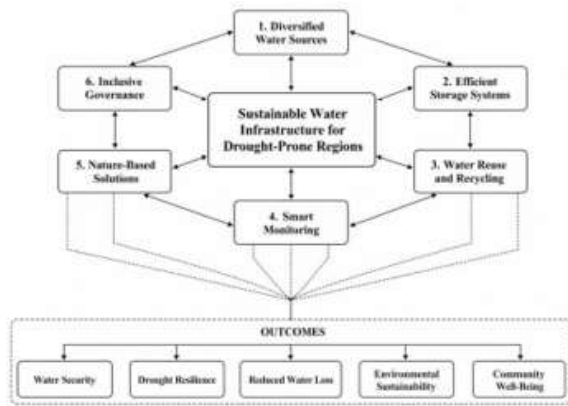 1. Diversified
Water Sources
6. Inclusive
Governance
2. Efficient
Storage Systems
Sustainable Water
Infrastructure for
Drought-Prone Regions
5. Nature-Based
Solutions
3. Water Reuse
and Recycling
4. Smart
Monitoring
OUTCOMES
Water Security
Drought Resilience
Reduced Water Loss
Environmental
Sustainability
Community
Well-Being